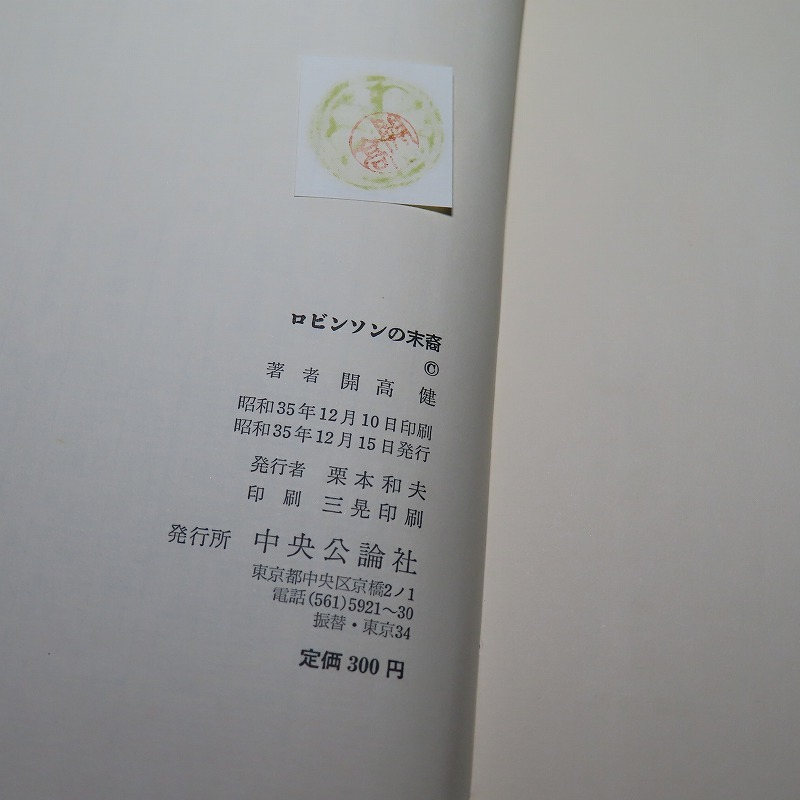 ロビンソンの末裔
©
著者 開高 健
昭和35年12月10日印刷
昭和35年12月15日発行
発行者 栗本和夫
印刷 三晃印刷
発行所 中央公論社
東京都中央区京橋2ノ1
電話(561)5921〜30
振替・東京34
定価300円